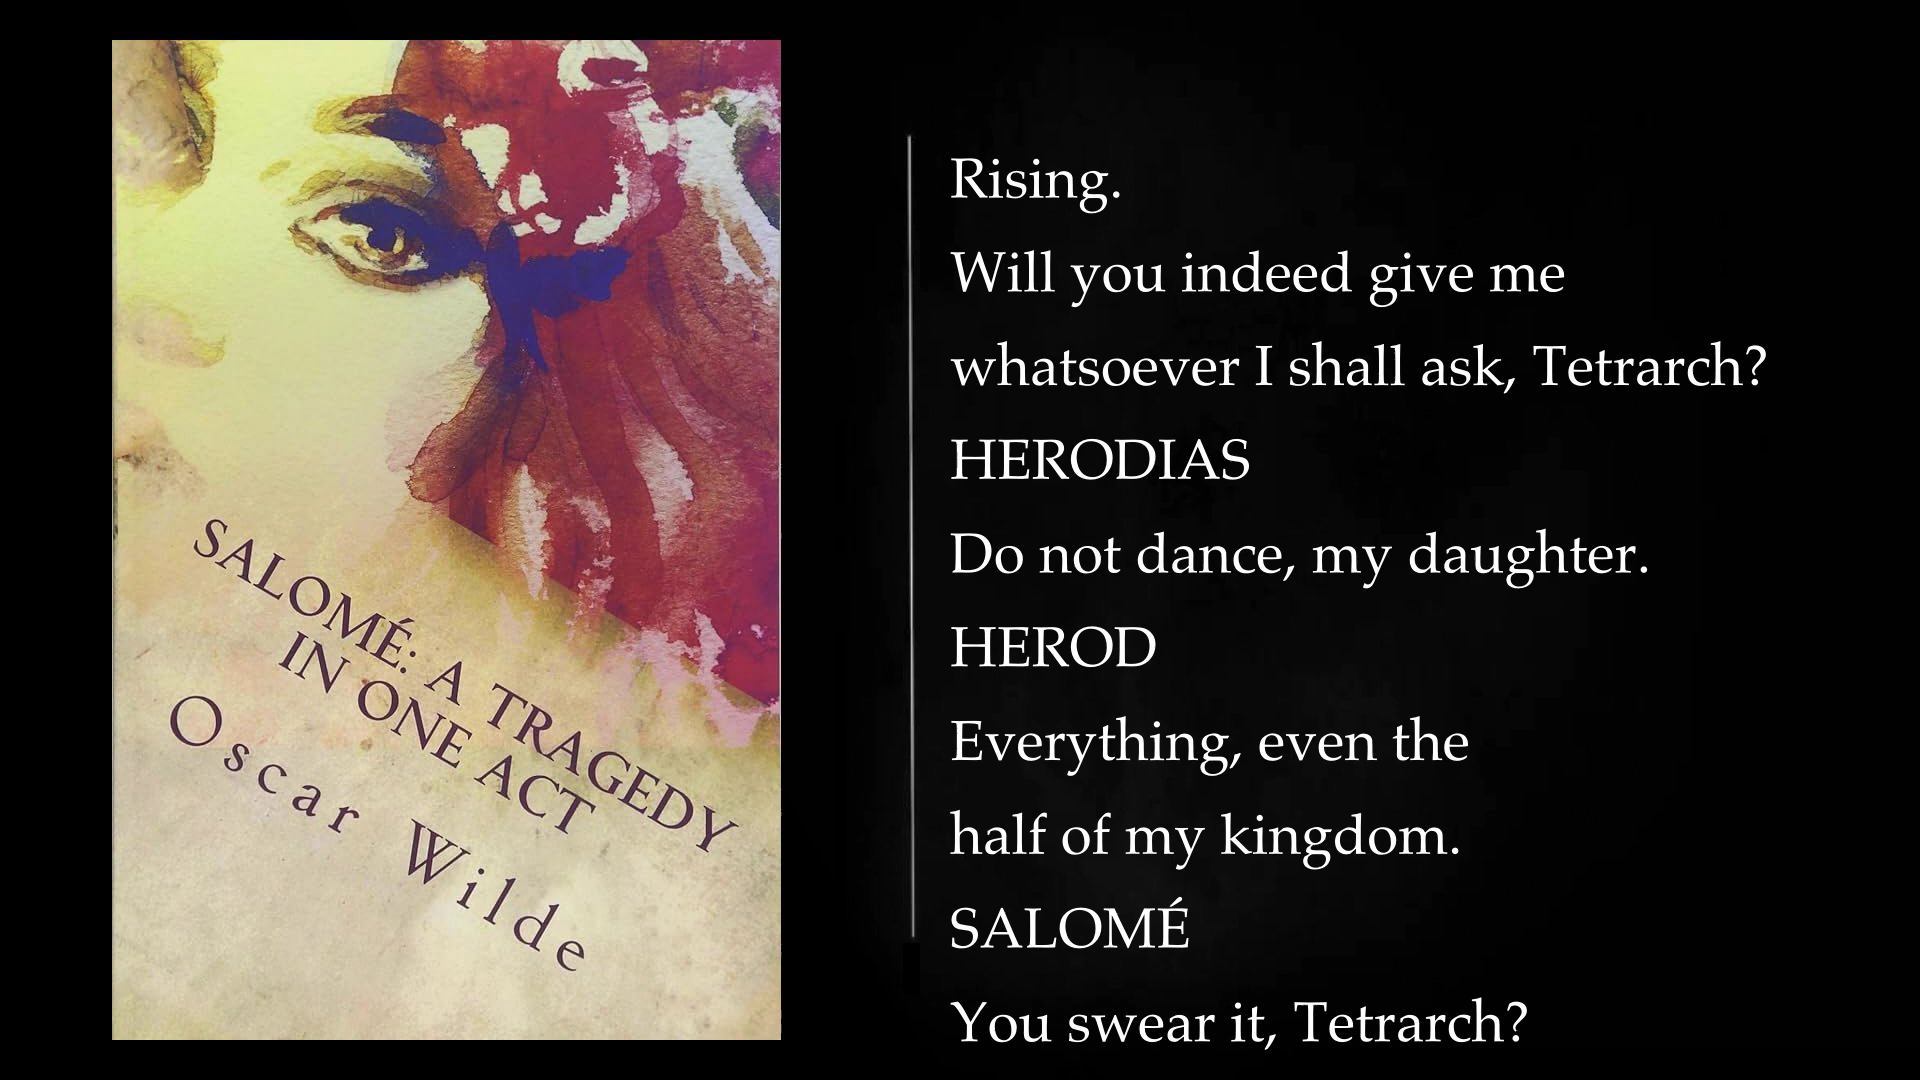 SALOMÉ: A TRAGEDY
IN ONE ACT
Oscar Wilde
Rising.
Will you indeed give me
whatsoever I shall ask, Tetrarch?
HERODIAS
Do not dance, my daughter.
HEROD
Everything, even the
half of my kingdom.
SALOMÉ
You swear it, Tetrarch?